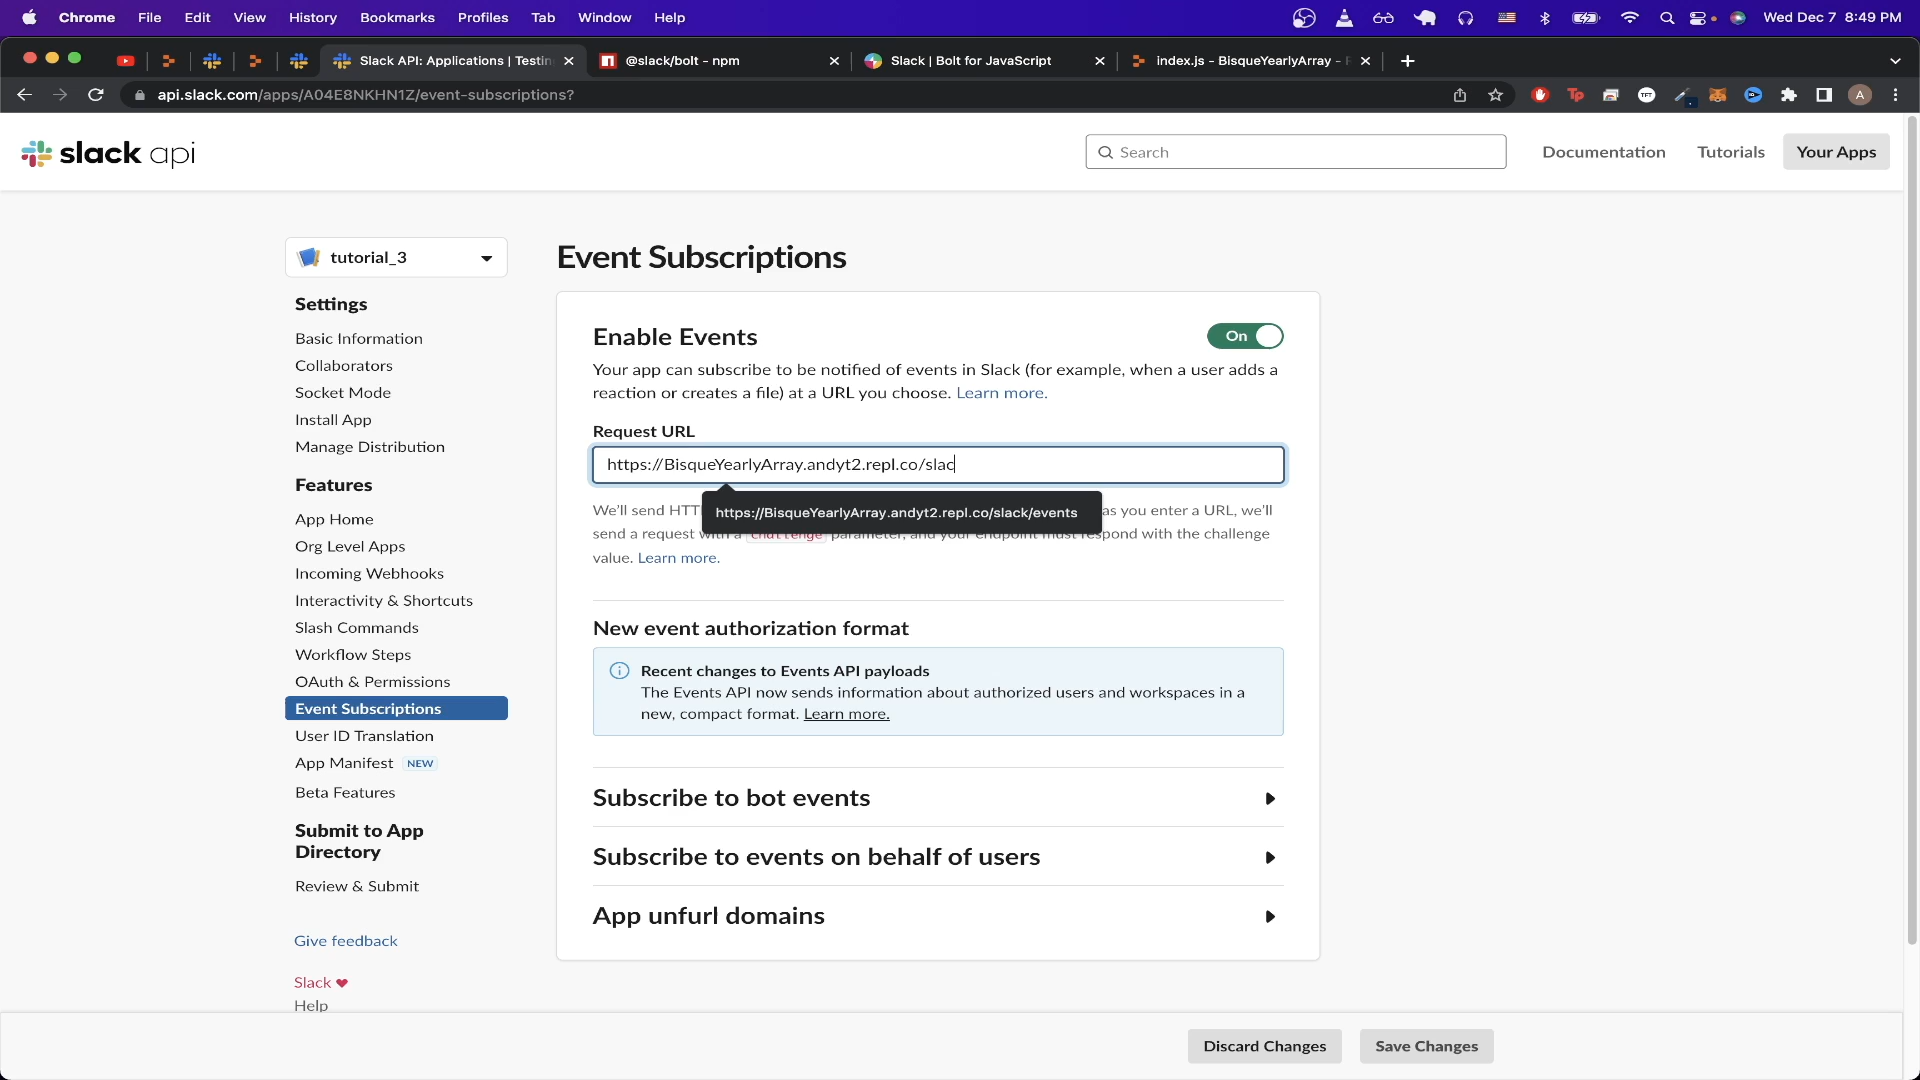 Chrome File Edit View History Bookmarks Profiles Tab Window Help Wed Dec 7 8:49 PM
Slack API: Applications | Testin @slack/bolt - npm Slack | Bolt for JavaScript index.js - BisqueYearlyArray -
api.slack.com/apps/A04E8NKHN1Z/event-subscriptions?
slack api Search Documentation Tutorials Your Apps
tutorial_3
Settings
Basic Information
Collaborators
Socket Mode
Install App
Manage Distribution
Features
App Home
Org Level Apps
Incoming Webhooks
Interactivity & Shortcuts
Slash Commands
Workflow Steps
OAuth & Permissions
Event Subscriptions
User ID Translation
App Manifest NEW
Beta Features
Submit to App
Directory
Review & Submit
Give feedback
Slack ❤
Help
Event Subscriptions
Enable Events On
Your app can subscribe to be notified of events in Slack (for example, when a user adds a
reaction or creates a file) at a URL you choose. Learn more.
Request URL
https://BisqueYearlyArray.andyt2.repl.co/slac
https://BisqueYearlyArray.andyt2.repl.co/slack/events
We'll send HTT as you enter a URL, we'll
send a request with a challenge parameter, and your endpoint must respond with the challenge
value. Learn more.
New event authorization format
Recent changes to Events API payloads
The Events API now sends information about authorized users and workspaces in a
new, compact format. Learn more.
Subscribe to bot events
Subscribe to events on behalf of users
App unfurl domains
Discard Changes Save Changes